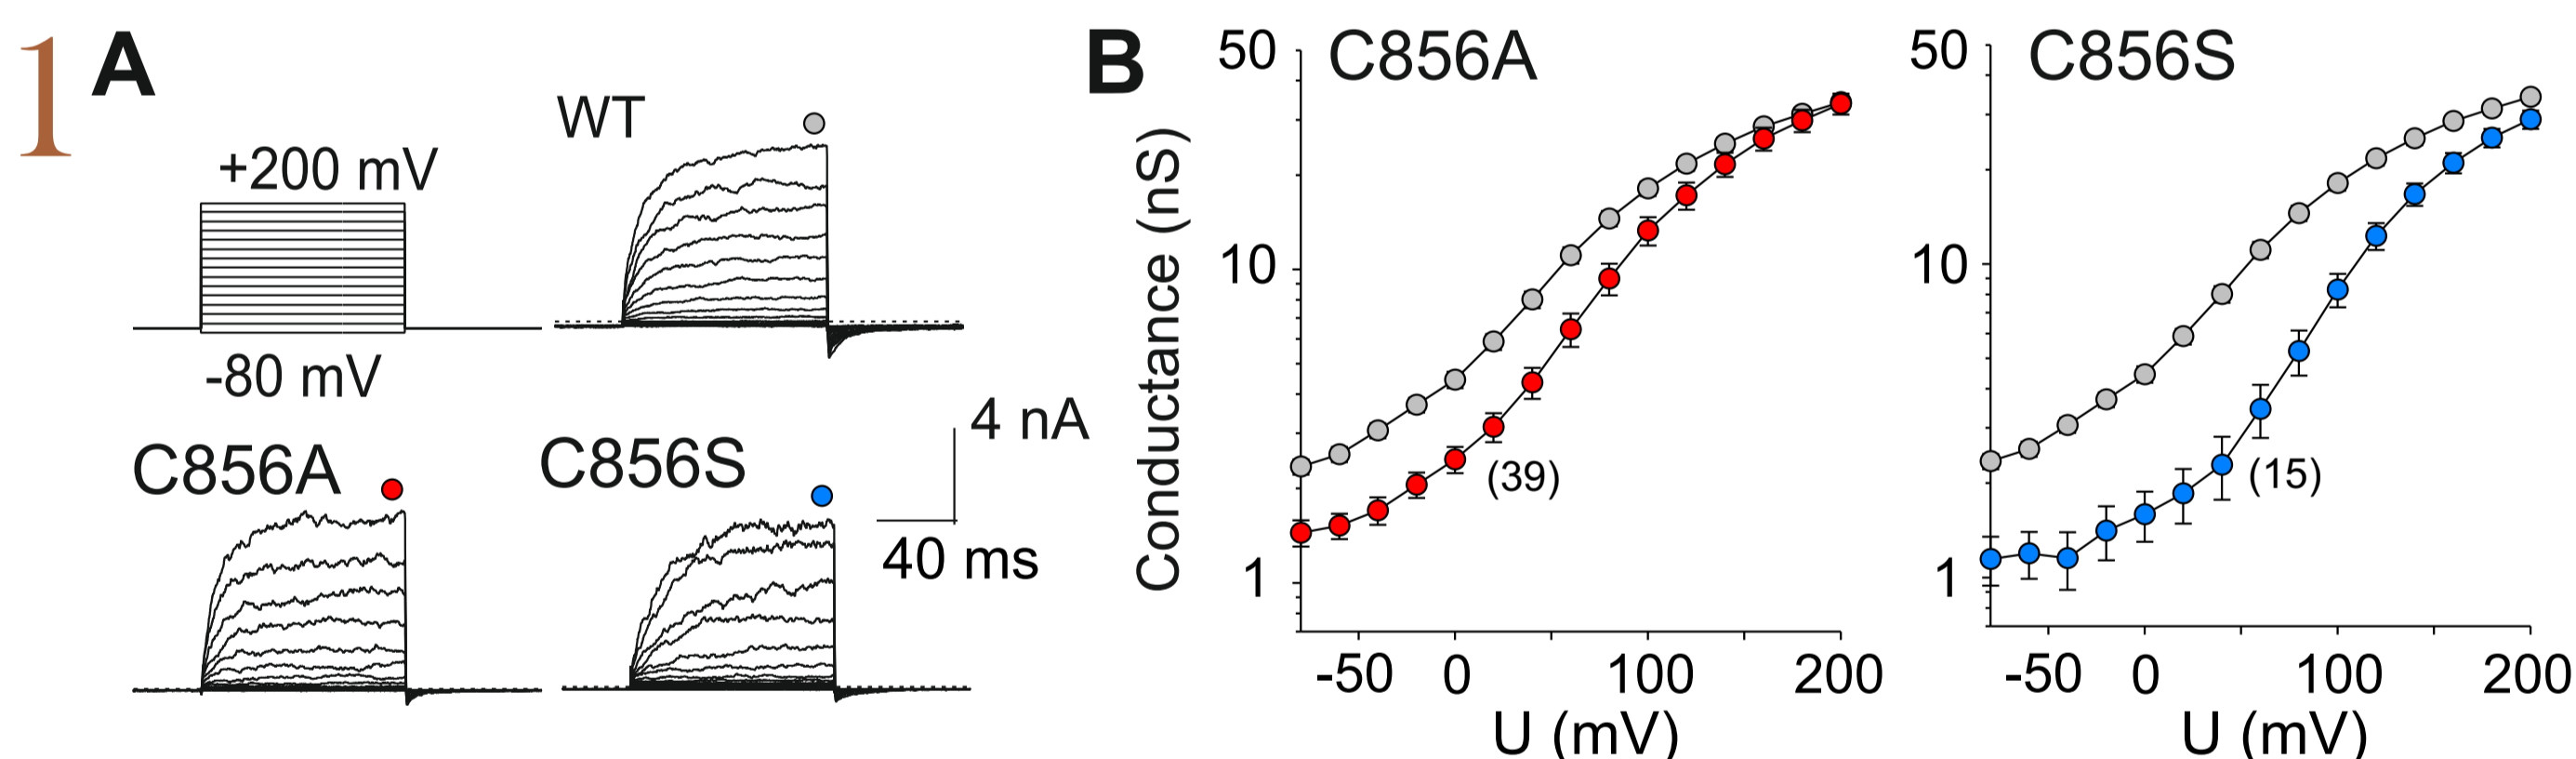 1
A
+200 mV
-80 mV
WT
C856A
C856S
4 nA
40 ms
B
C856A
Conductance (nS)
50
10
1
(39)
-50 0 100 200
U (mV)
C856S
50
10
1
(15)
-50 0 100 200
U (mV)